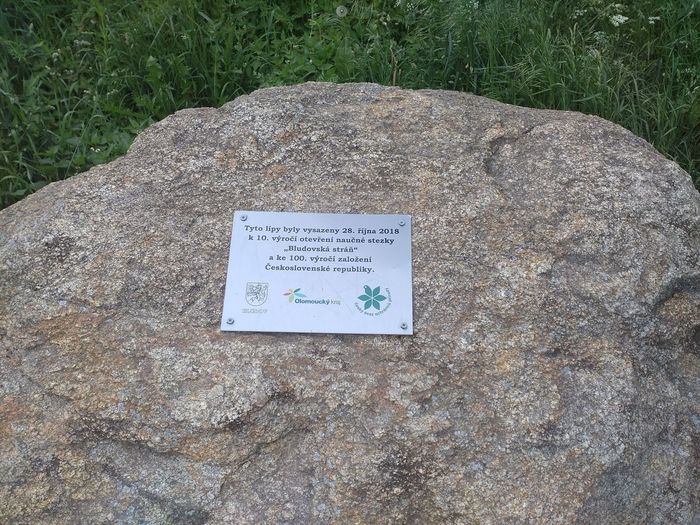 Tyto lípy byly vysazeny 28. října 2018
k 10. výročí otevření naučné stezky
„Bludovská stráň“
a ke 100. výročí založení
Československé republiky.
BLUDOV
Olomoucký kraj